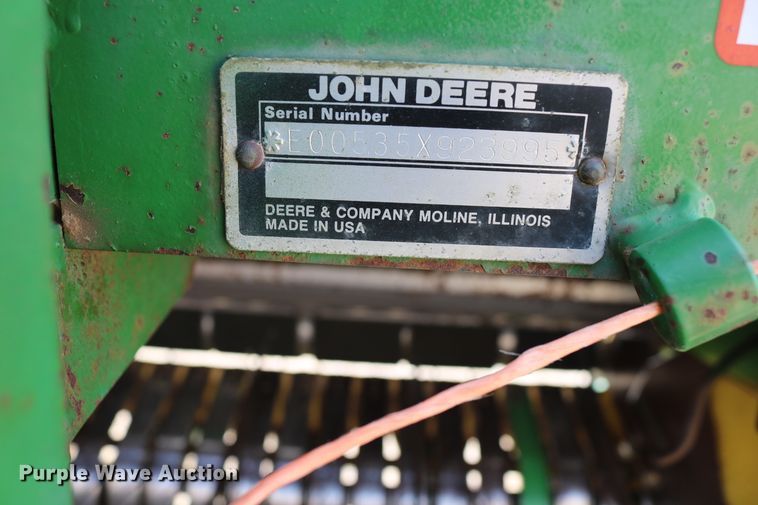 JOHN DEERE
Serial Number
*E00535X923995*
DEERE & COMPANY MOLINE, ILLINOIS
MADE IN USA
Purple Wave Auction